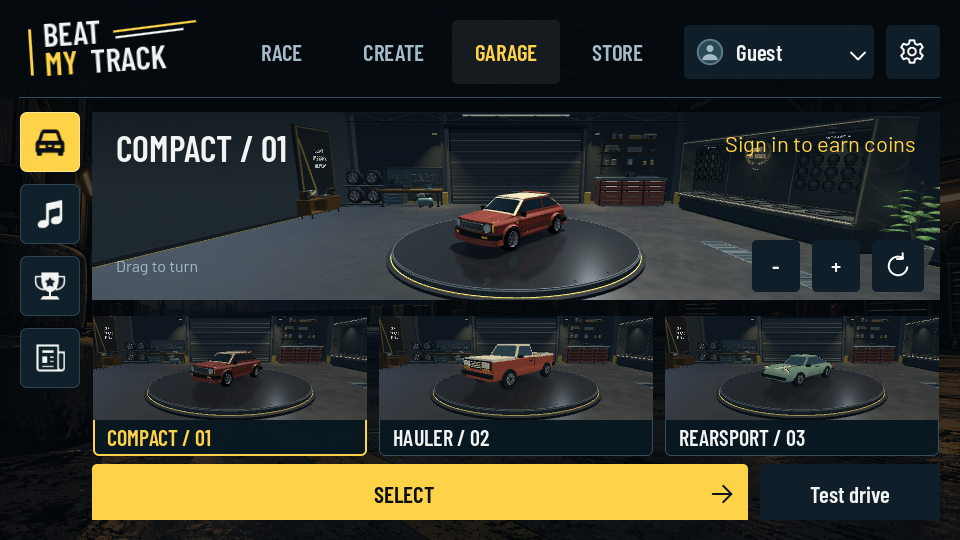 BEAT
MY TRACK
RACE
CREATE
GARAGE
STORE
Guest
COMPACT / 01
Sign in to earn coins
Drag to turn
-
+
COMPACT / 01
HAULER / 02
REARSPORT / 03
SELECT
Test drive